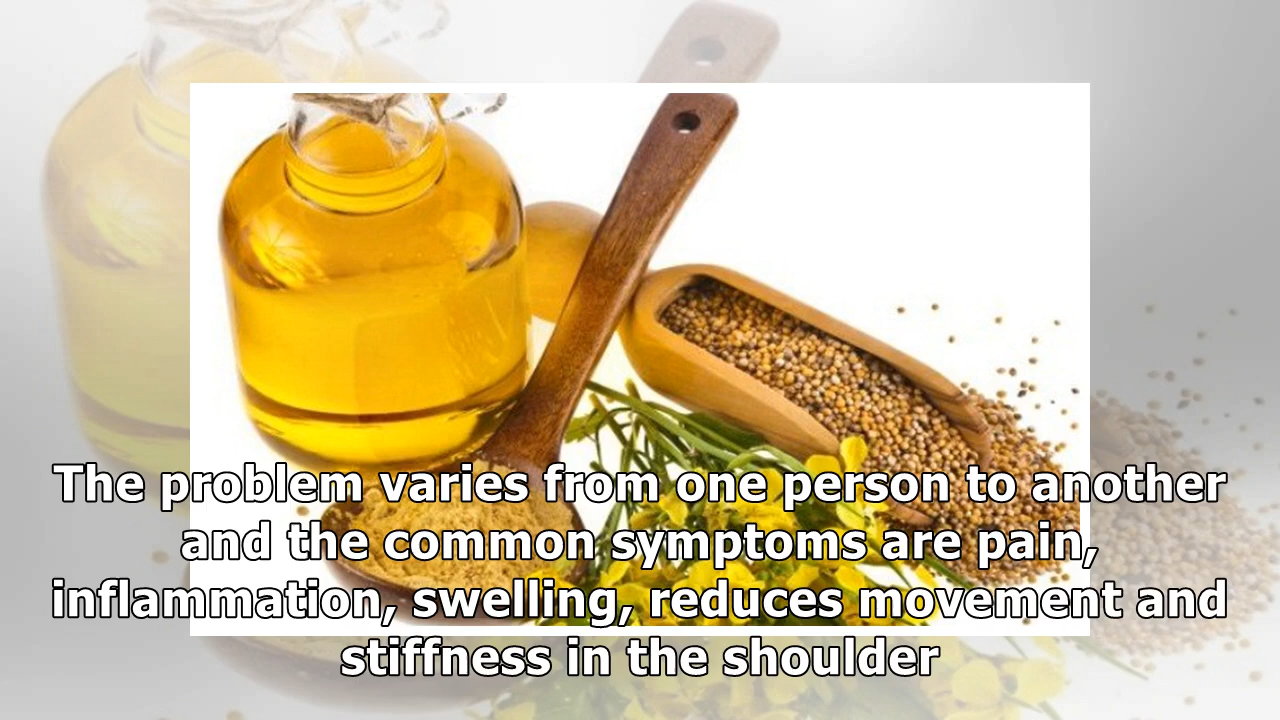 The problem varies from one person to another
and the common symptoms are pain,
inflammation, swelling, reduces movement and
stiffness in the shoulder